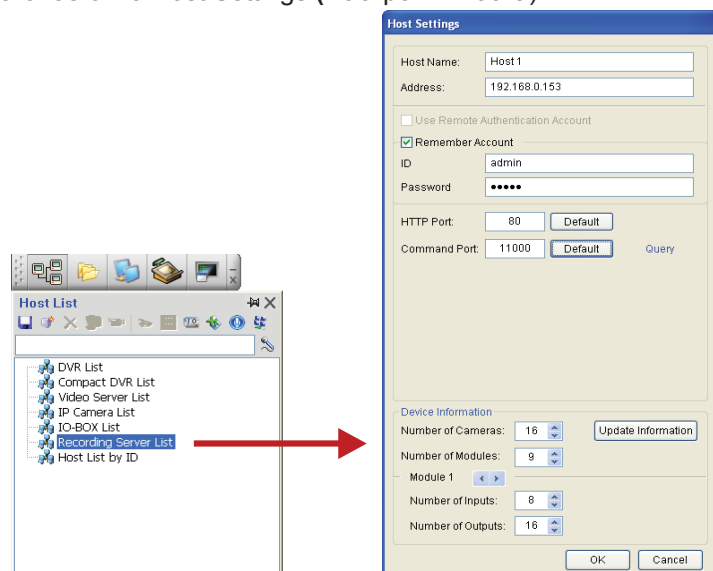 Host Settings
Host Name: Host 1
Address: 192.168.0.153
Use Remote Authentication Account
Remember Account
ID admin
Password •••••
HTTP Port: 80 Default
Command Port: 11000 Default Query
Host List
DVR List
Compact DVR List
Video Server List
IP Camera List
IO-BOX List
Recording Server List
Host List by ID
Device Information
Number of Cameras: 16 Update Information
Number of Modules: 9
Module 1
Number of Inputs: 8
Number of Outputs: 16
OK Cancel